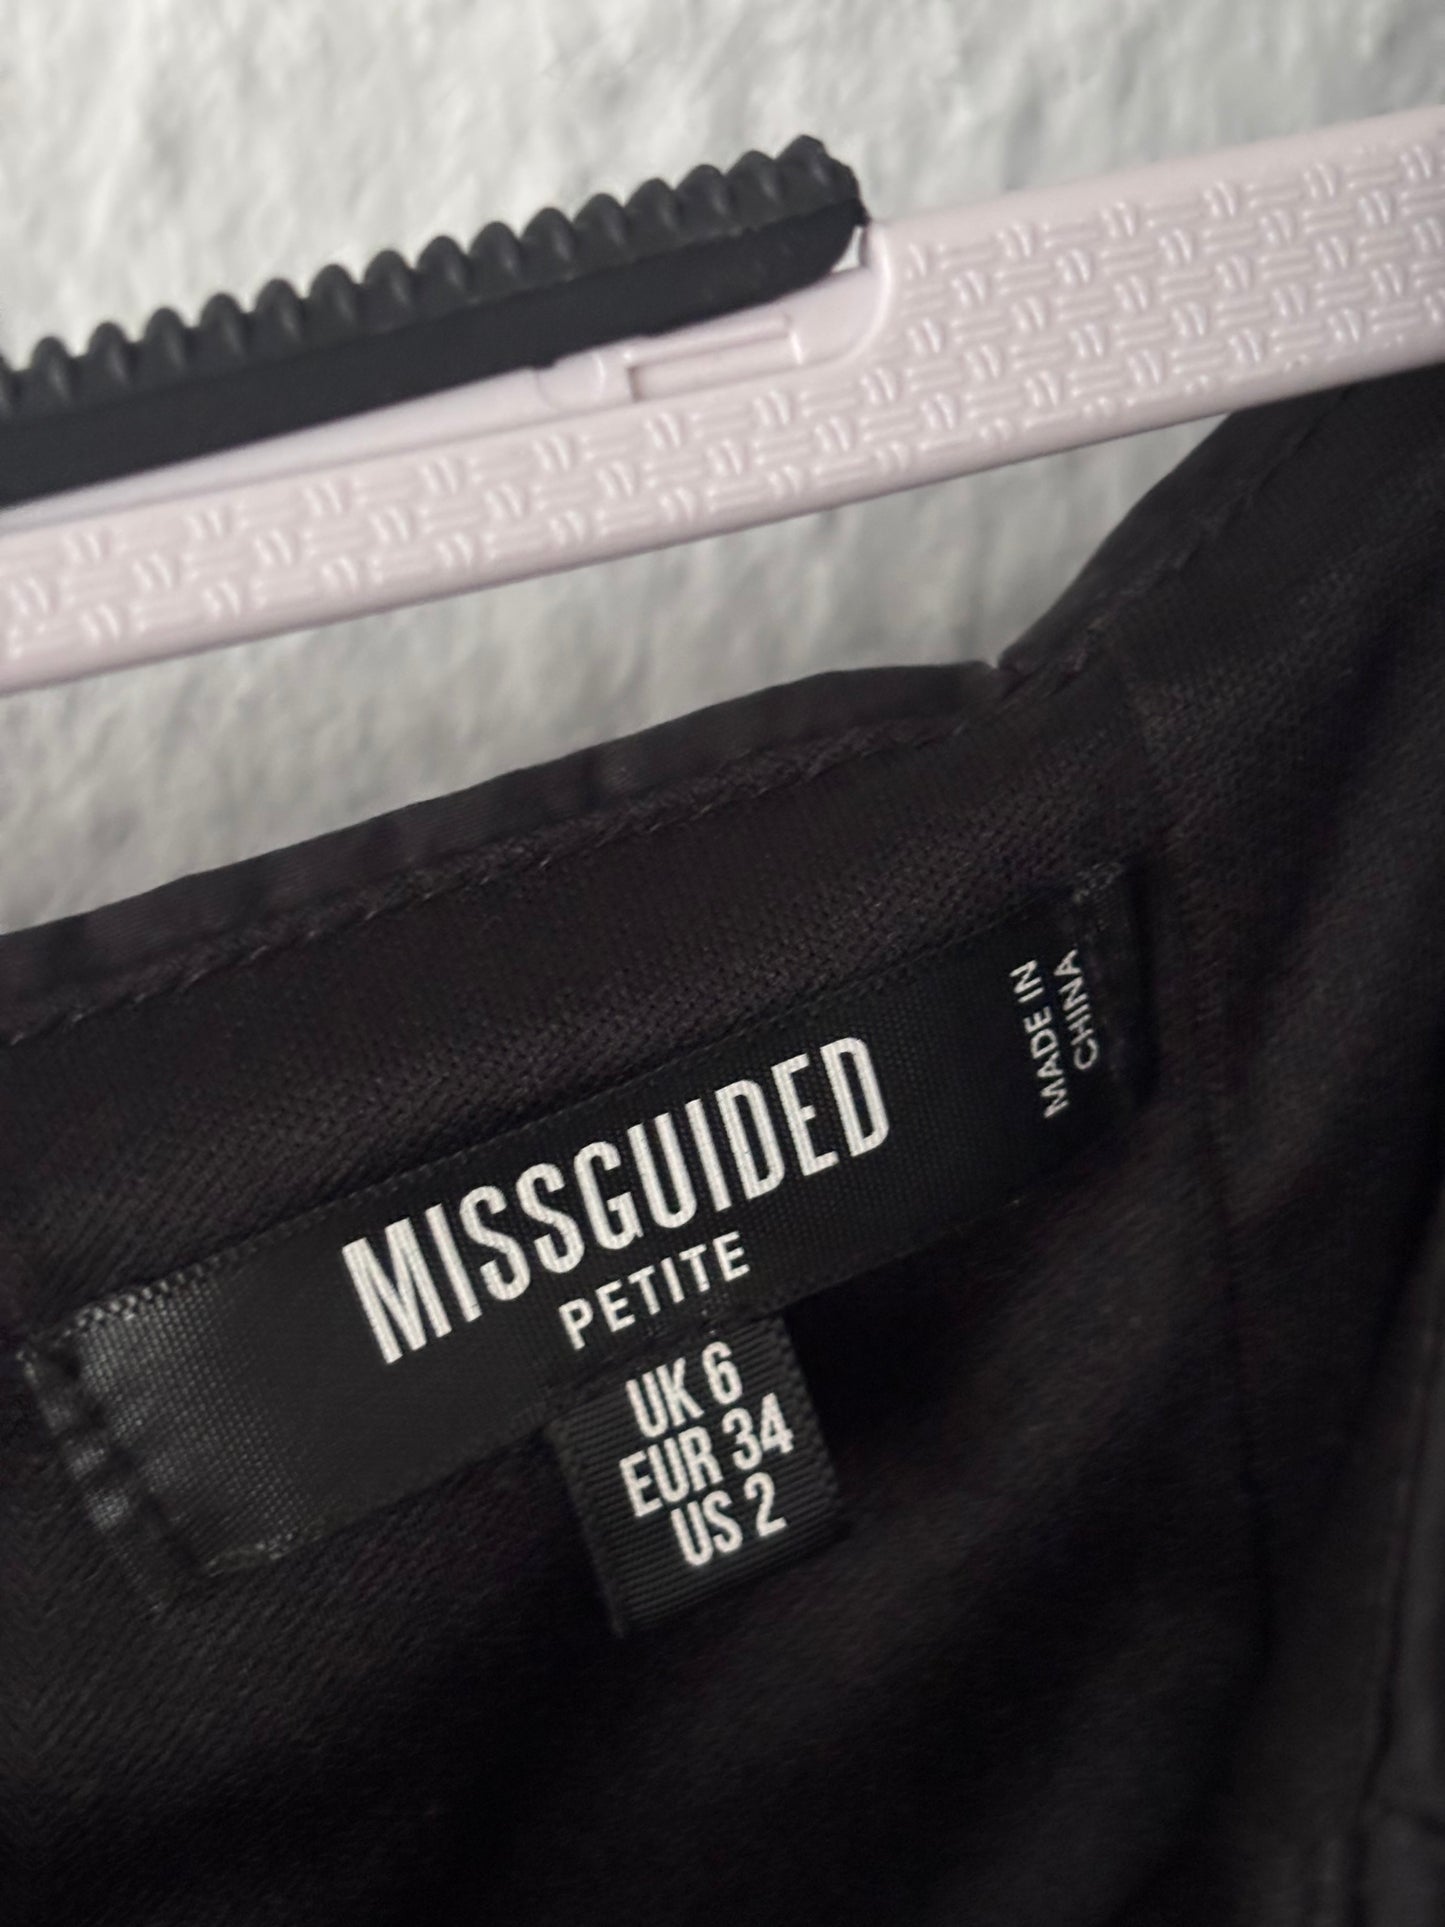 MISSGUIDED
PETITE
MADE IN
CHINA
UK 6
EUR 34
US 2